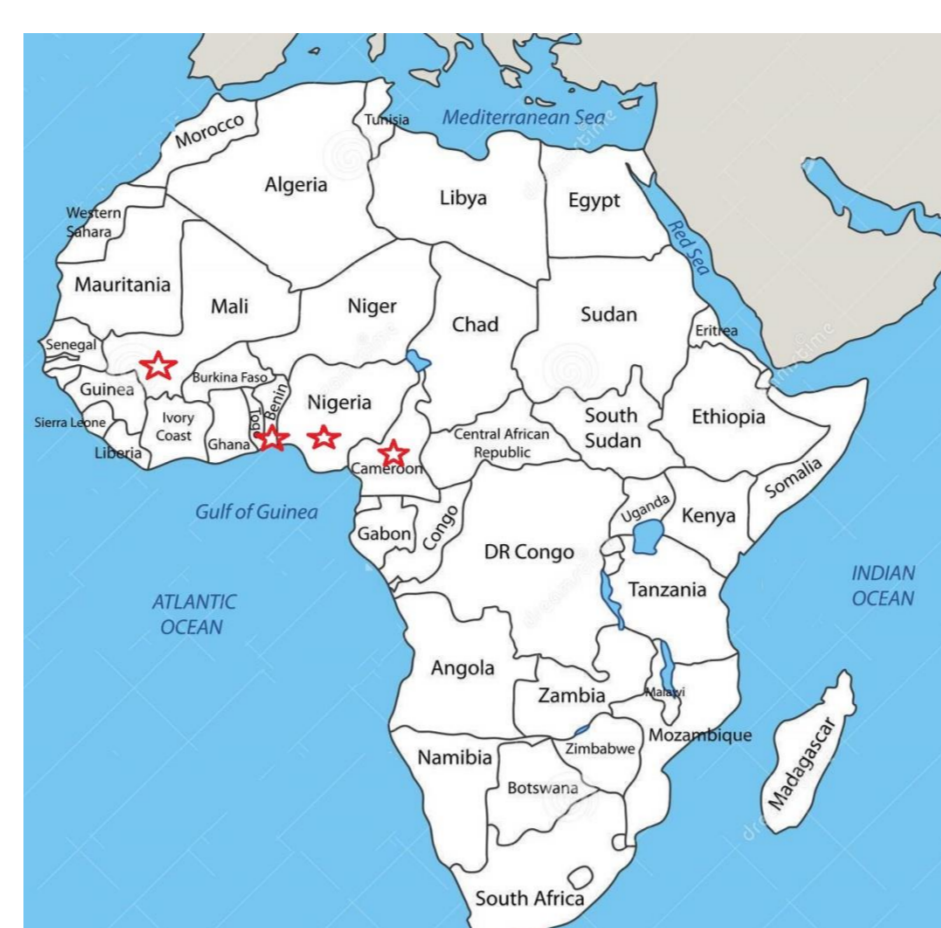 Mediterranean Sea
Tunisia
Morocco
Algeria
Libya
Egypt
Western
Sahara
Red Sea
Mauritania
Mali
Niger
Chad
Sudan
Eritrea
Senegal
Burkina Faso
Guinea
Benin
Nigeria
Togo
Ivory
Coast
Ghana
Sierra Leone
Liberia
Cameroon
Central African
Republic
South
Sudan
Ethiopia
Somalia
Gulf of Guinea
Gabon
Congo
DR Congo
Uganda
Kenya
INDIAN
OCEAN
ATLANTIC
OCEAN
Tanzania
Angola
Zambia
Malawi
Mozambique
Zimbabwe
Namibia
Botswana
Madagascar
South Africa